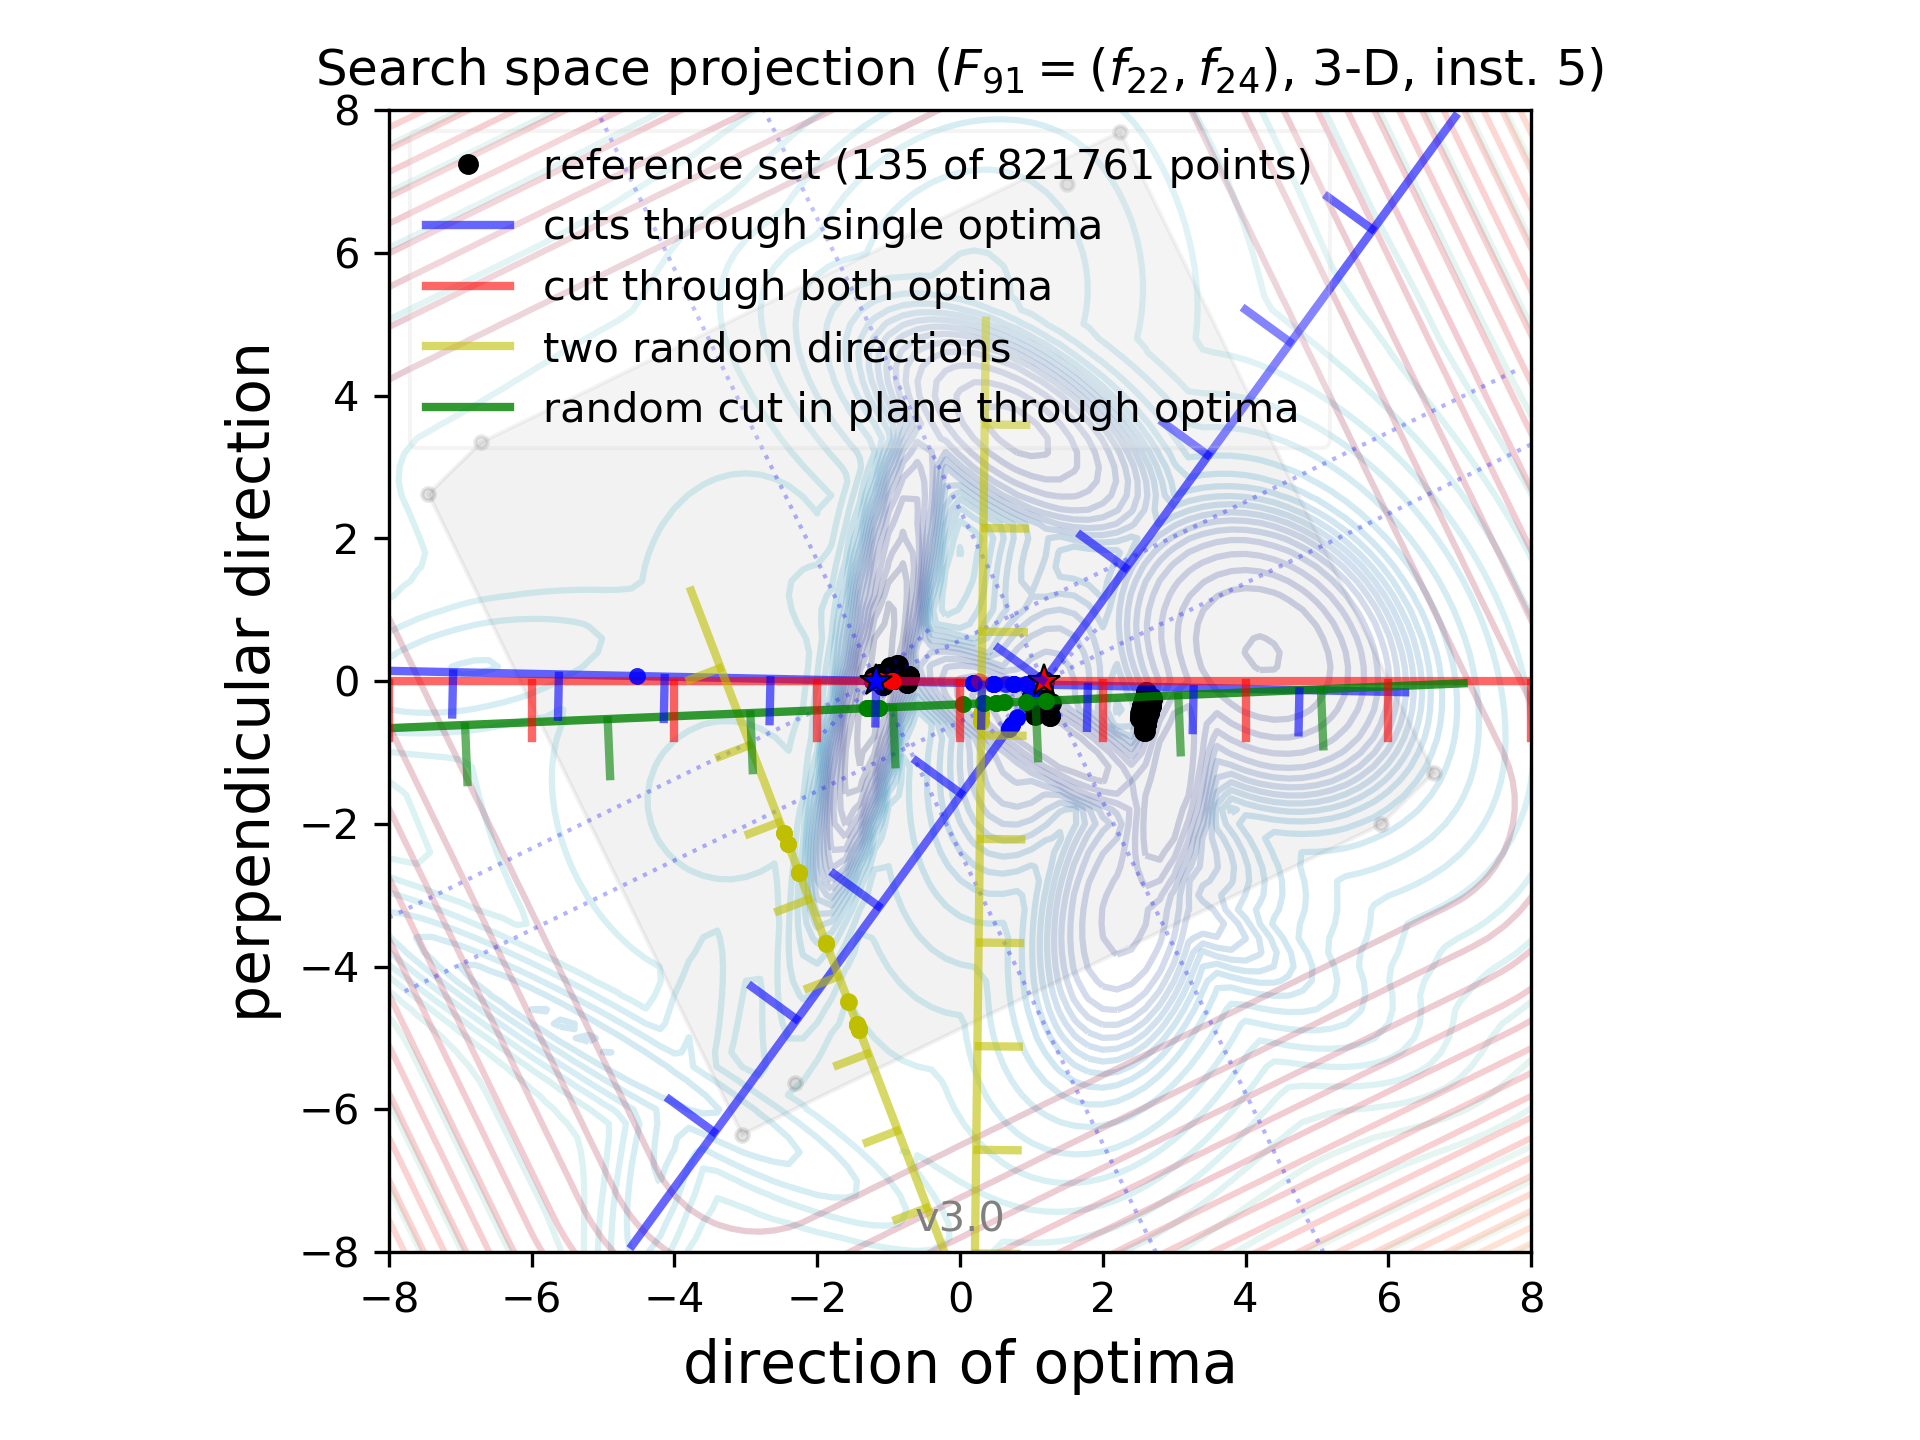 Search space projection (F₉₁ = (f₂₂, f₂₄), 3-D, inst. 5)
reference set (135 of 821761 points)
cuts through single optima
cut through both optima
two random directions
random cut in plane through optima
perpendicular direction
8
6
4
2
0
−2
−4
−6
−8
v3.0
−8 −6 −4 −2 0 2 4 6 8
direction of optima